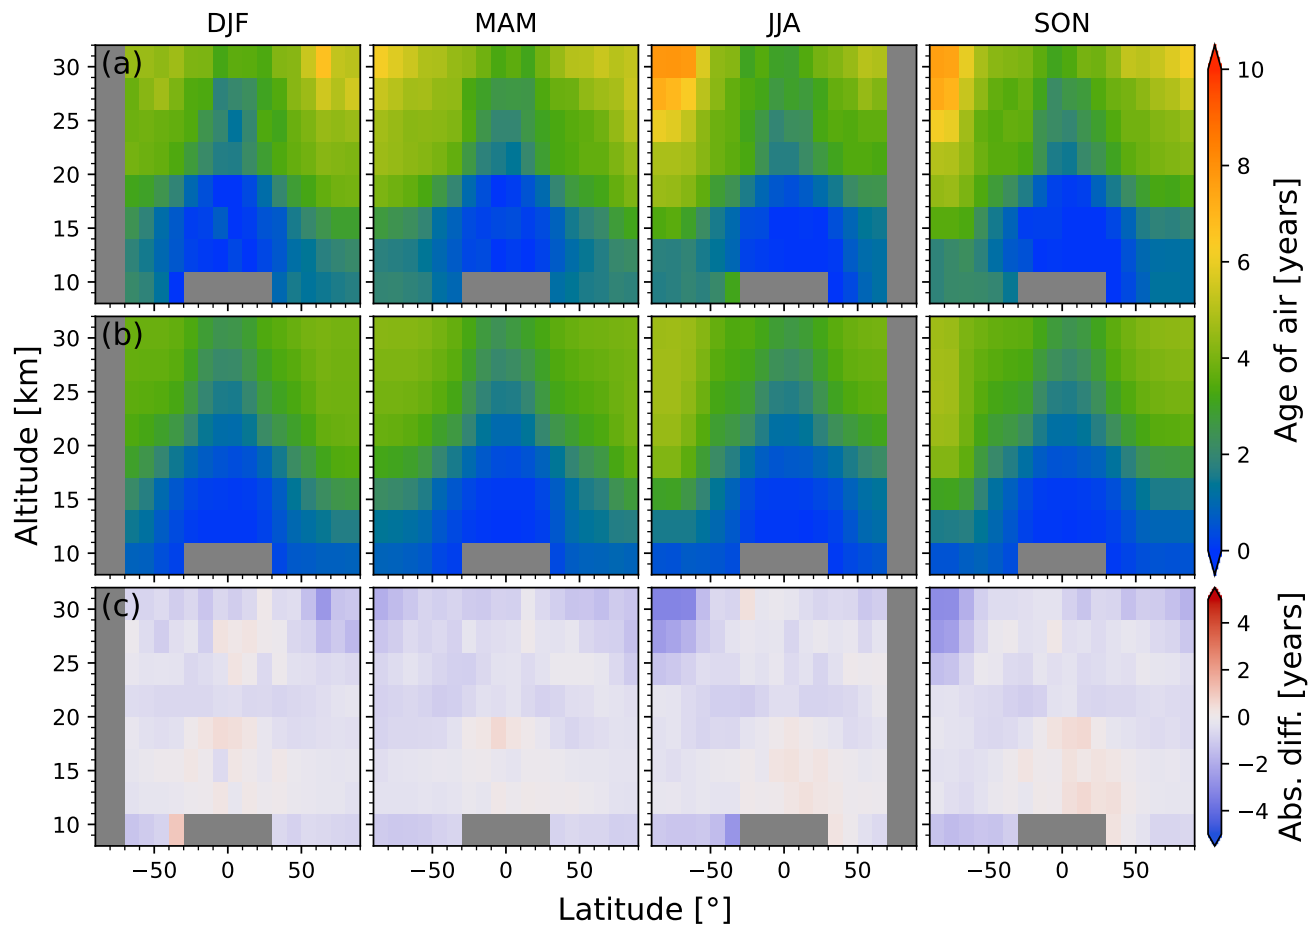 DJF MAM JJA SON
(a)
30
25
20
15
10
10
8
6
4
2
0
Age of air [years]
(b)
30
25
20
15
10
Altitude [km]
(c)
30
25
20
15
10
4
2
0
−2
−4
Abs. diff. [years]
−50 0 50 −50 0 50 −50 0 50 −50 0 50
Latitude [°]